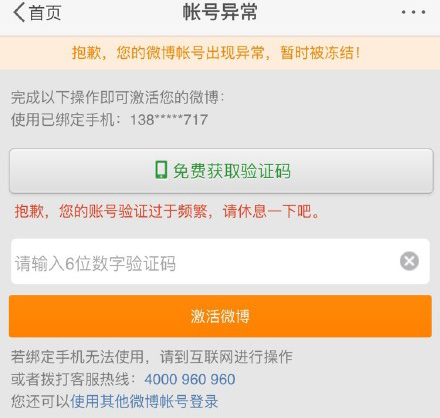 首页
帐号异常
抱歉，您的微博帐号出现异常，暂时被冻结！
完成以下操作即可激活您的微博：
使用已绑定手机：138*****717
免费获取验证码
抱歉，您的账号验证过于频繁，请休息一下吧。
请输入6位数字验证码
激活微博
若绑定手机无法使用，请到互联网进行操作
或者拨打客服热线：4000 960 960
您还可以使用其他微博帐号登录